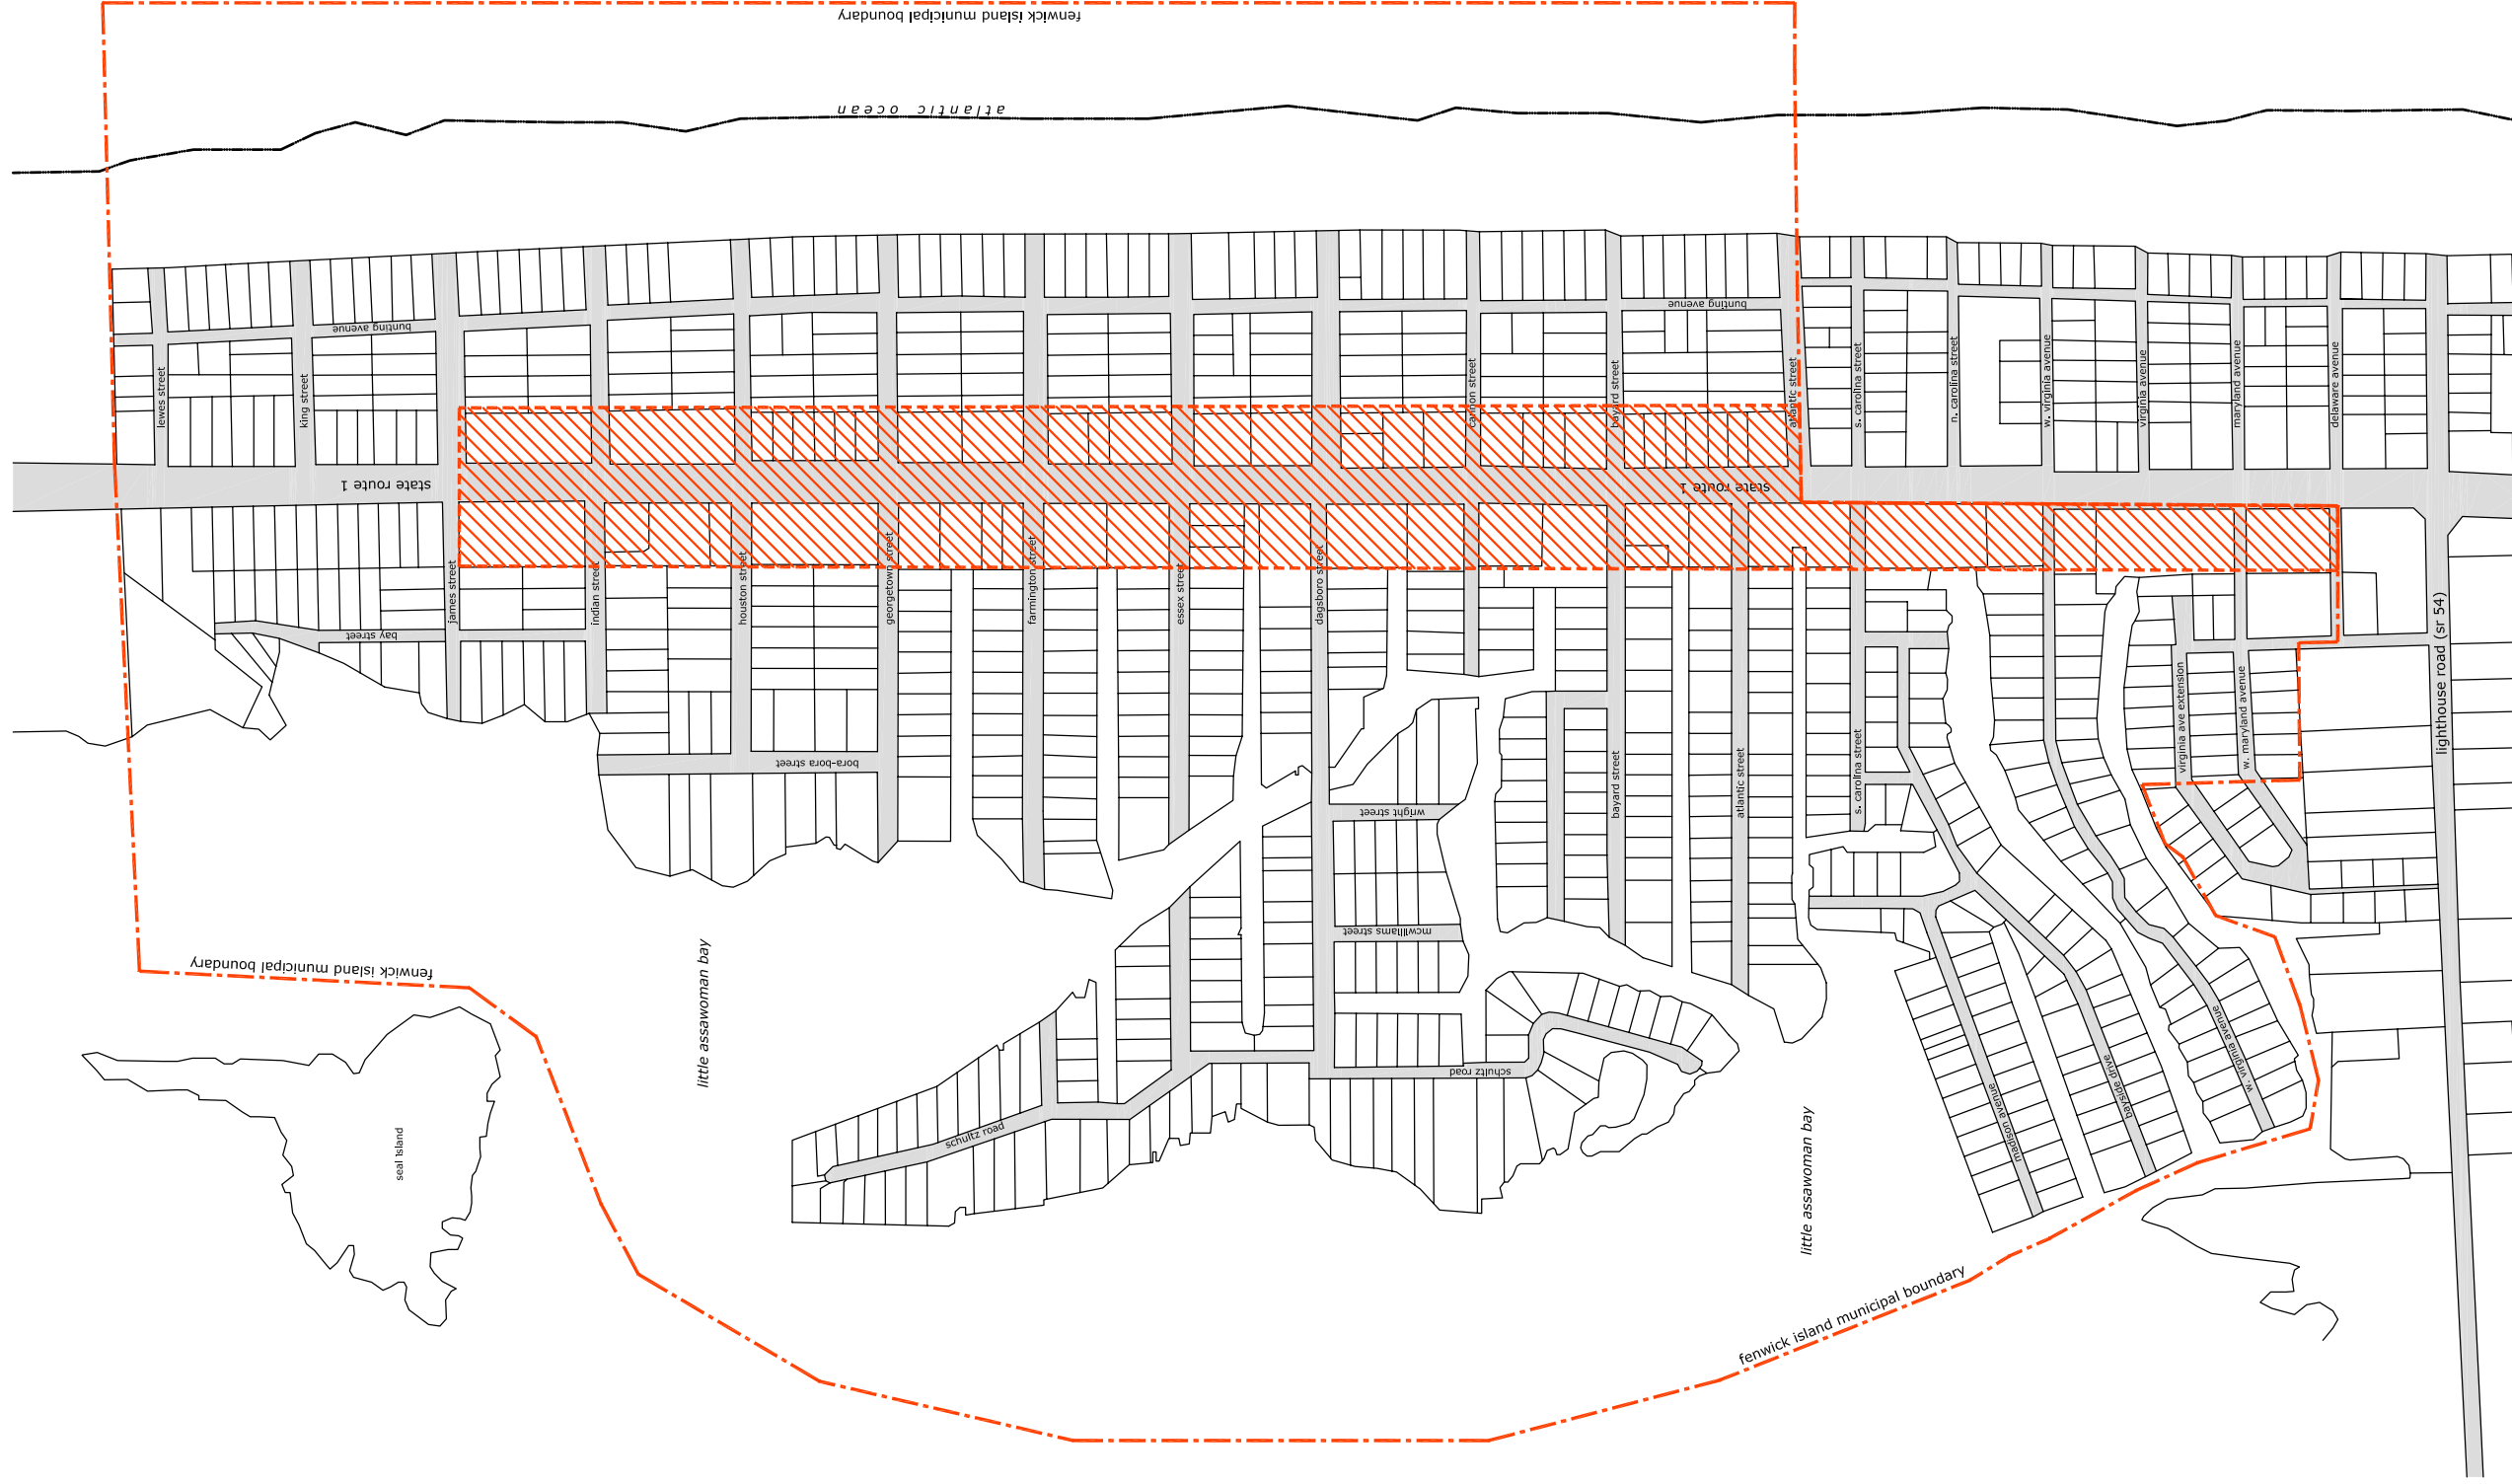 fenwick island municipal boundary
atlantic ocean
bunting avenue
bunting avenue
lewes street
king street
cannon street
bayard street
atlantic street
s. carolina street
n. carolina street
w. virginia avenue
virginia avenue
maryland avenue
delaware avenue
state route 1
state route 1
james street
indian street
houston street
georgetown street
farmington street
essex street
dagsboro street
bay street
bora-bora street
wright street
bayard street
atlantic street
s. carolina street
virginia ave extension
w. maryland avenue
lighthouse road (sr 54)
mcwilliams street
fenwick island municipal boundary
little assawoman bay
schultz road
schultz road
seal island
little assawoman bay
madison avenue
bayside drive
w. virginia avenue
fenwick island municipal boundary